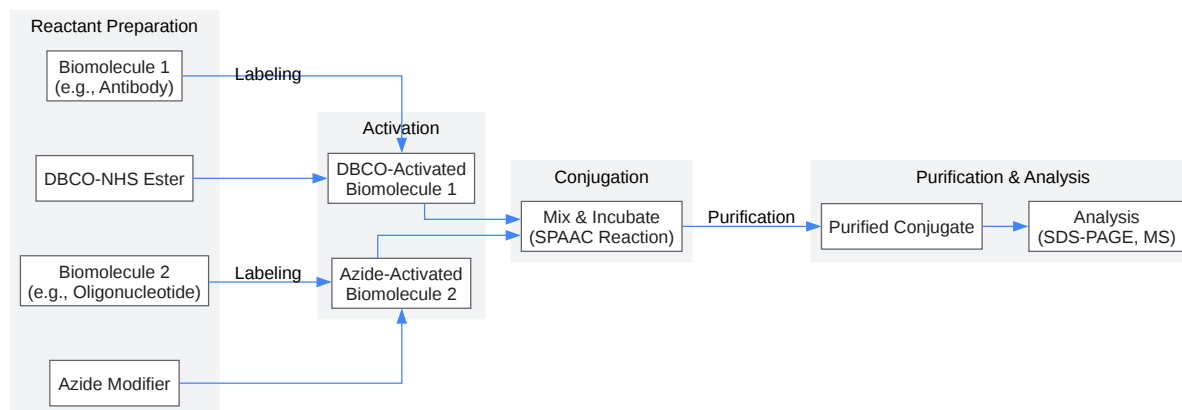 Reactant Preparation
Biomolecule 1
(e.g., Antibody)
Labeling
DBCO-NHS Ester
Biomolecule 2
(e.g., Oligonucleotide)
Labeling
Azide Modifier
Activation
DBCO-Activated
Biomolecule 1
Azide-Activated
Biomolecule 2
Conjugation
Mix & Incubate
(SPAAC Reaction)
Purification
Purification & Analysis
Purified Conjugate
Analysis
(SDS-PAGE, MS)